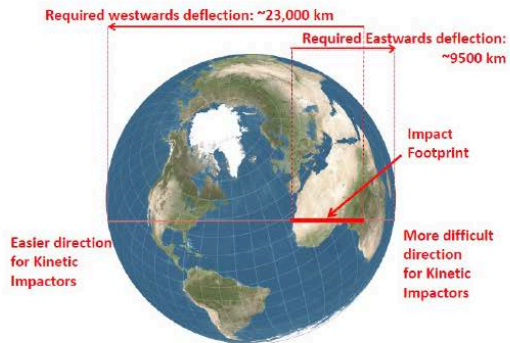 Required westwards deflection: ~23,000 km
Required Eastwards deflection:
~9500 km
Impact
Footprint
Easier direction
for Kinetic
Impactors
More difficult
direction
for Kinetic
Impactors